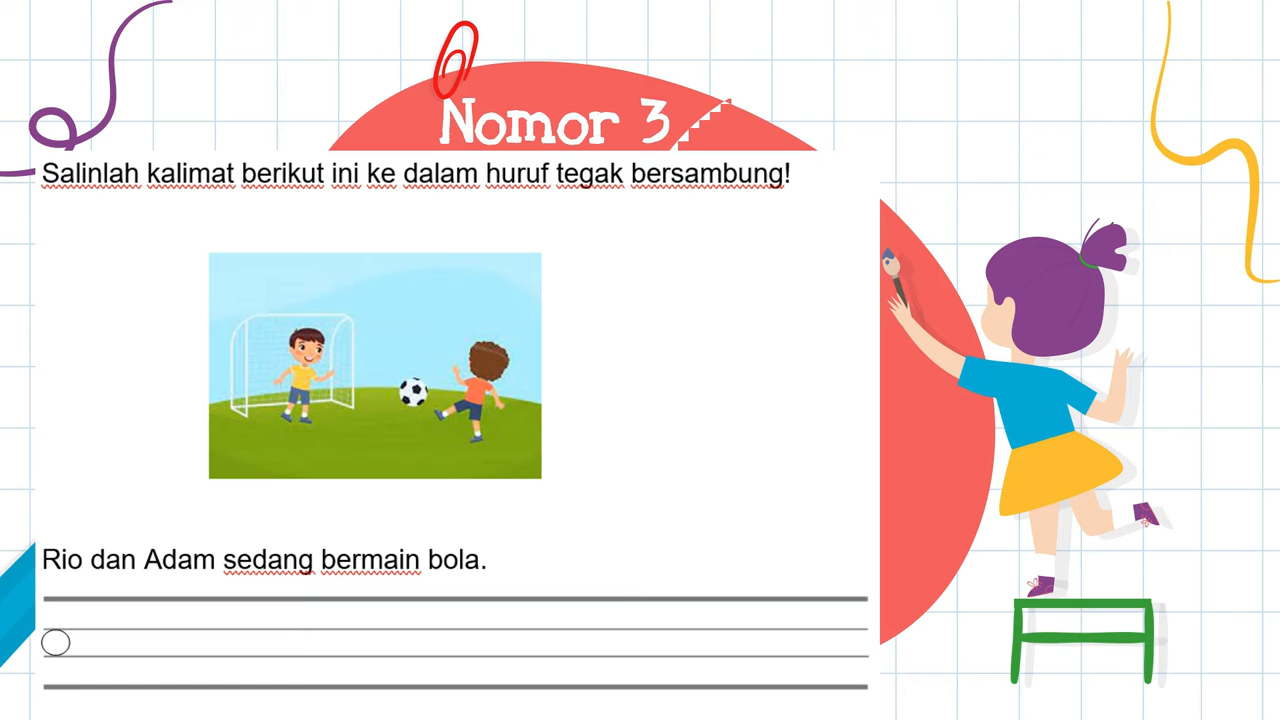 Nomor 3
Salinlah kalimat berikut ini ke dalam huruf tegak bersambung!
Rio dan Adam sedang bermain bola.